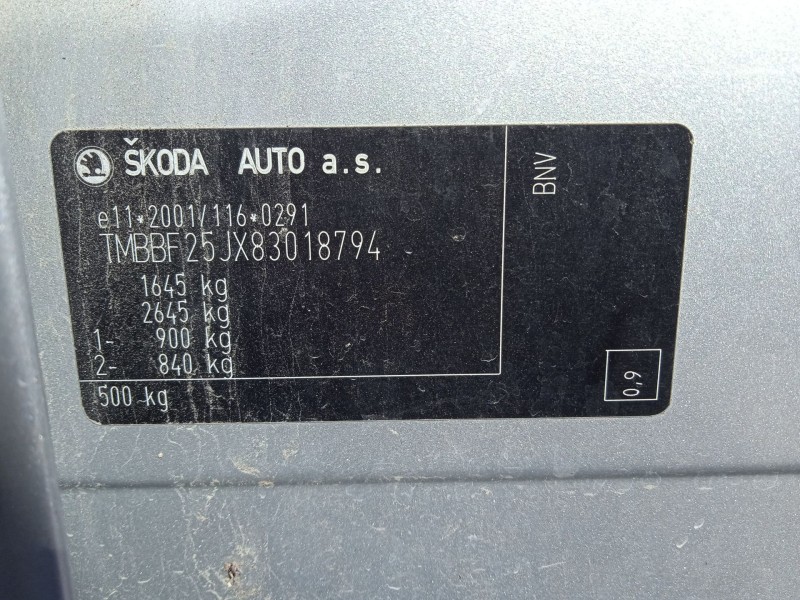 ŠKODA AUTO a.s.
e11*2001/116*0291
TMBBF25JX83018794
1645 kg
2645 kg
1- 900 kg
2- 840 kg
500 kg
BNV
0,9